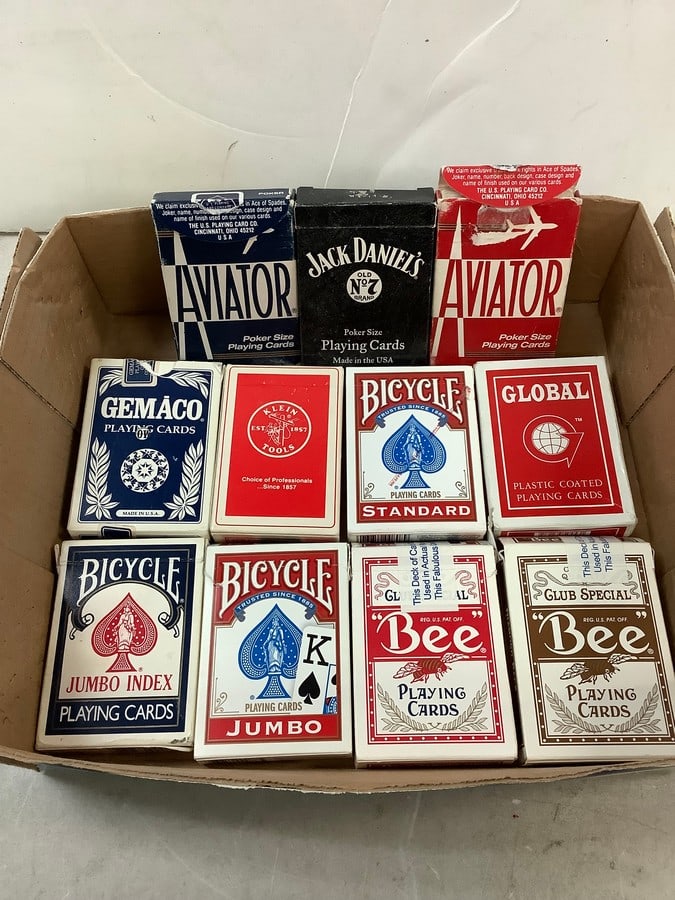 POKER
We claim exclusive rights in Ace of Spades,
Joker, name, number, back design, case design and
name of finish used on our various cards
THE U.S. PLAYING CARD CO.
CINCINNATI, OHIO 45212
U S A
AVIATOR
Poker Size
Playing Cards
JACK DANIEL'S
OLD
Nº7
BRAND
Poker Size
Playing Cards
Made in the USA
We claim exclusive rights in Ace of Spades,
Joker, name, number, back design, case design and
name of finish used on our various cards
THE U.S. PLAYING CARD CO.
CINCINNATI, OHIO 45212
U S A
AVIATOR
Poker Size
Playing Cards
GEMACO
PLAYING CARDS
MADE IN U.S.A.
KLEIN
EST. 1857
TOOLS
Choice of Professionals
...Since 1857
BICYCLE
TRUSTED SINCE 1885
PLAYING CARDS
STANDARD
GLOBAL
G
TM
PLASTIC COATED
PLAYING CARDS
BICYCLE
JUMBO INDEX
PLAYING CARDS
BICYCLE
TRUSTED SINCE 1885
K
PLAYING CARDS
JUMBO
This Deck of Ca
Used in Actua
This Fabulous
REG. U.S. PAT. OFF.
"Bee"
PLAYING
CARDS
This
Used in
This
CLUB SPECIAL
REG. U.S. PAT. OFF.
"Bee"
PLAYING
CARDS